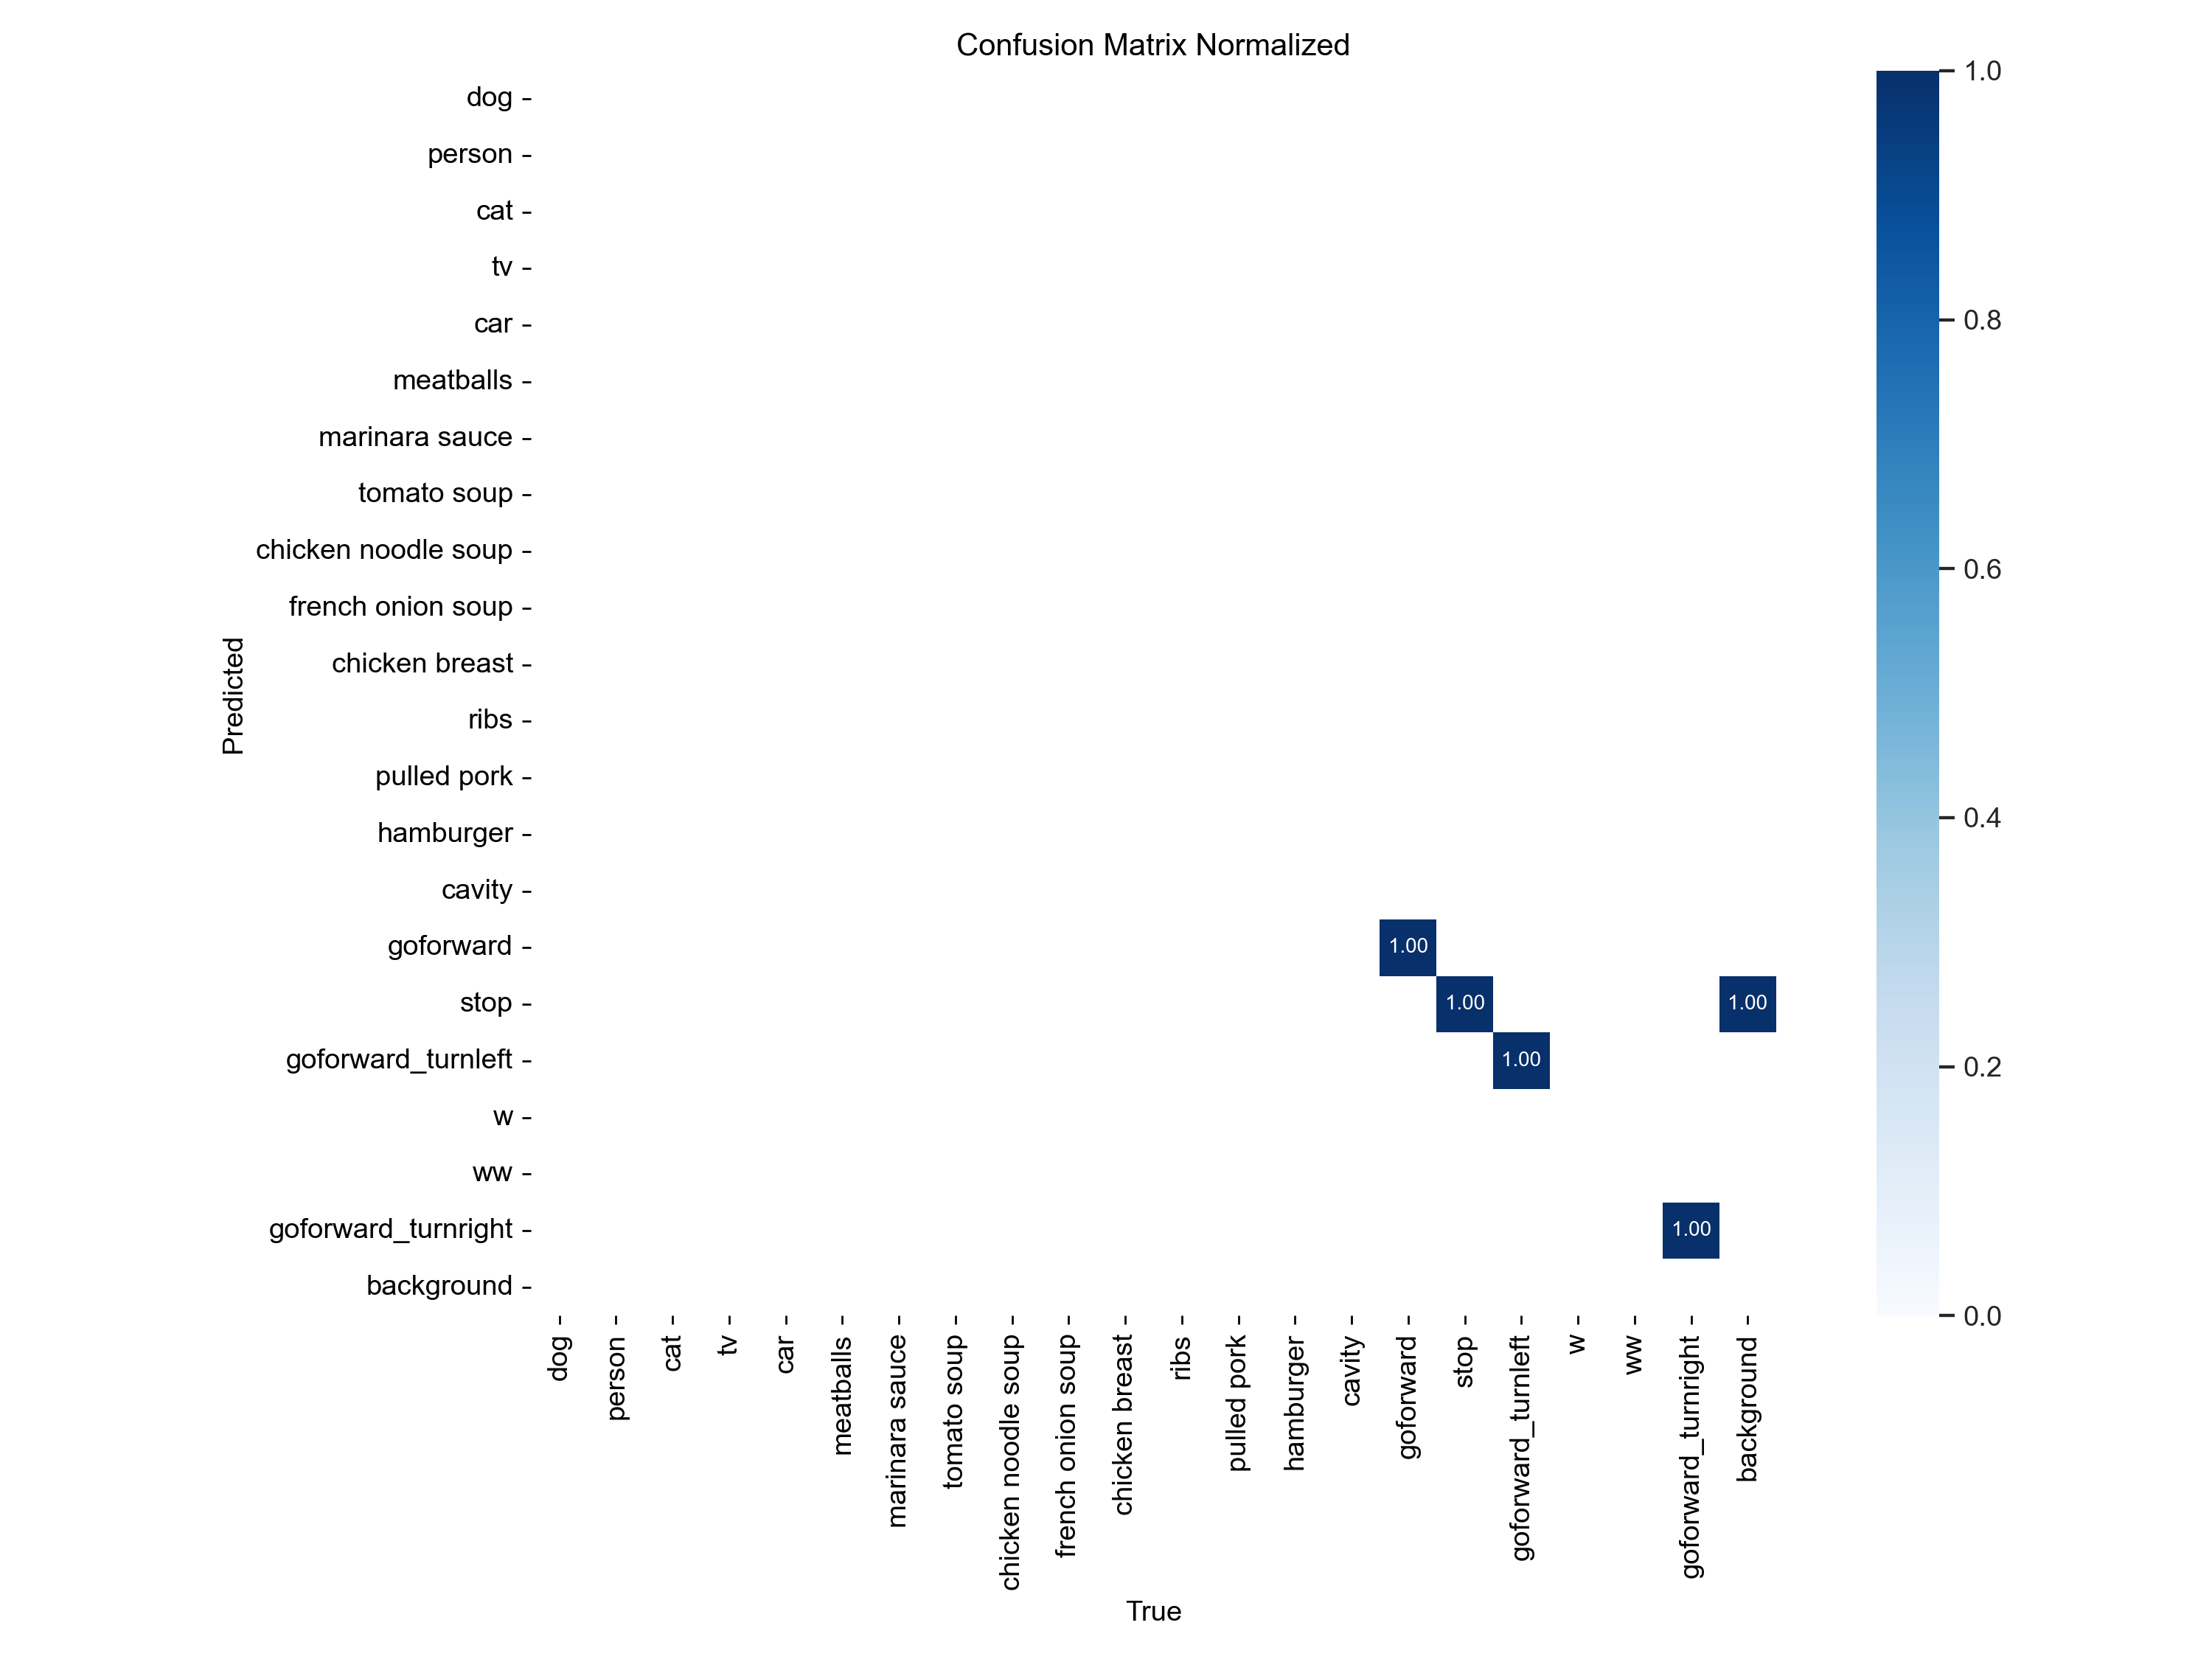 Confusion Matrix Normalized
dog
person
cat
tv
car
meatballs
marinara sauce
tomato soup
chicken noodle soup
french onion soup
chicken breast
ribs
pulled pork
hamburger
cavity
goforward
stop
goforward_turnleft
w
ww
goforward_turnright
background
Predicted
1.00
1.00 1.00
1.00
1.00
dog
person
cat
tv
car
meatballs
marinara sauce
tomato soup
chicken noodle soup
french onion soup
chicken breast
ribs
pulled pork
hamburger
cavity
goforward
stop
goforward_turnleft
w
ww
goforward_turnright
background
True
1.0
0.8
0.6
0.4
0.2
0.0